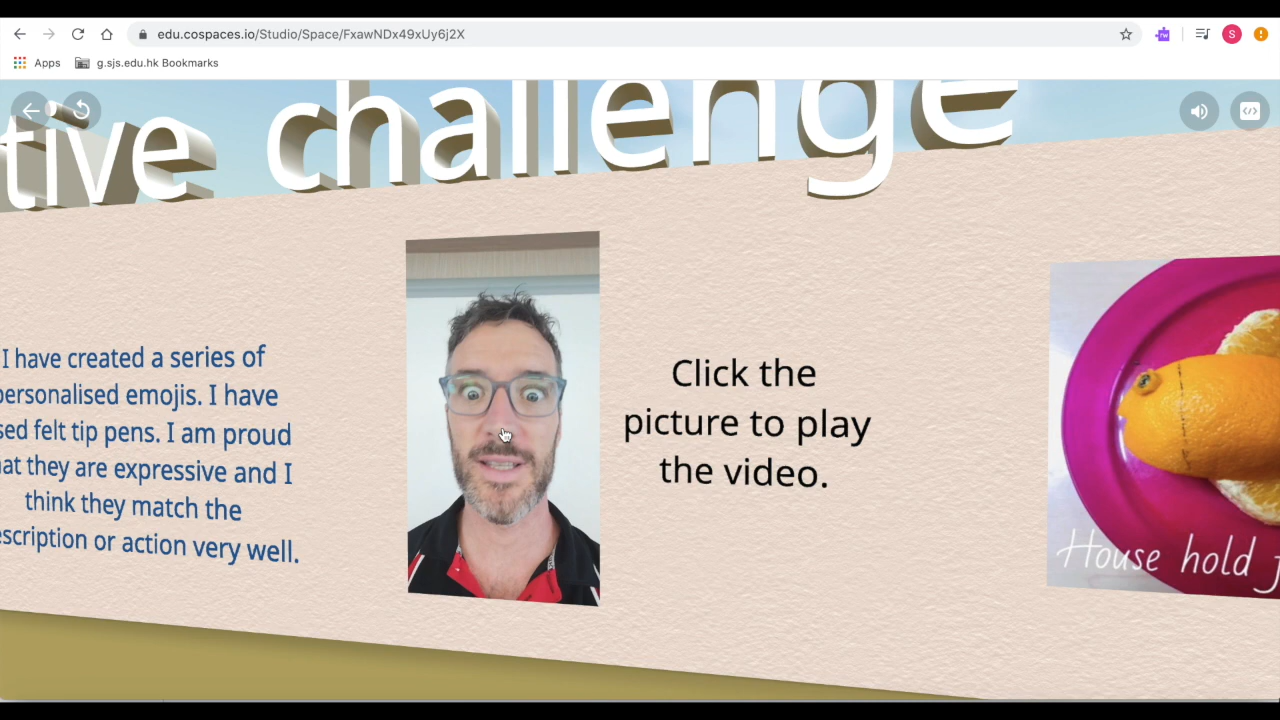 edu.cospaces.io/Studio/Space/FxawNDx49xUy6j2X
S
Apps
g.sjs.edu.hk Bookmarks
tive challenge
I have created a series of
personalised emojis. I have
sed felt tip pens. I am proud
at they are expressive and I
think they match the
scription or action very well.
Click the
picture to play
the video.
House hold